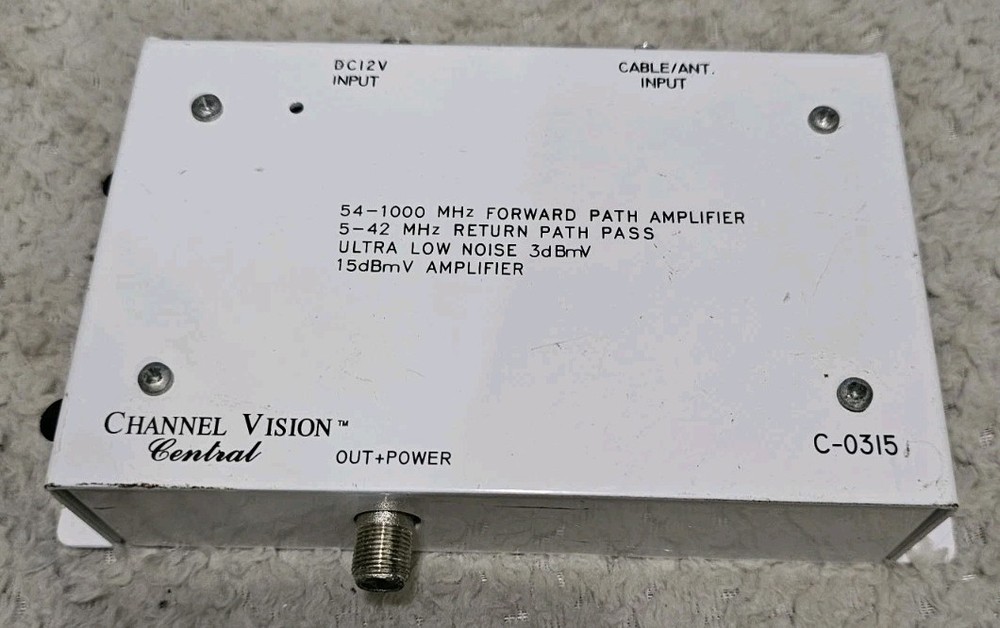 DC12V
INPUT
CABLE/ANT.
INPUT
54-1000 MHz FORWARD PATH AMPLIFIER
5-42 MHz RETURN PATH PASS
ULTRA LOW NOISE 3dBmV
15dBmV AMPLIFIER
CHANNEL VISION™
Central
OUT+POWER
C-0315